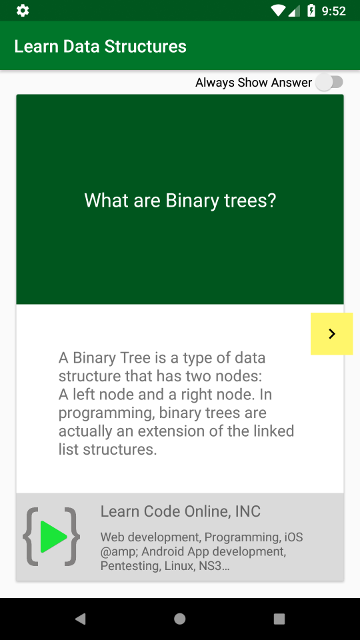 9:52
Learn Data Structures
Always Show Answer
What are Binary trees?
A Binary Tree is a type of data
structure that has two nodes:
A left node and a right node. In
programming, binary trees are
actually an extension of the linked
list structures.
Learn Code Online, INC
Web development, Programming, iOS
@amp; Android App development,
Pentesting, Linux, NS3...